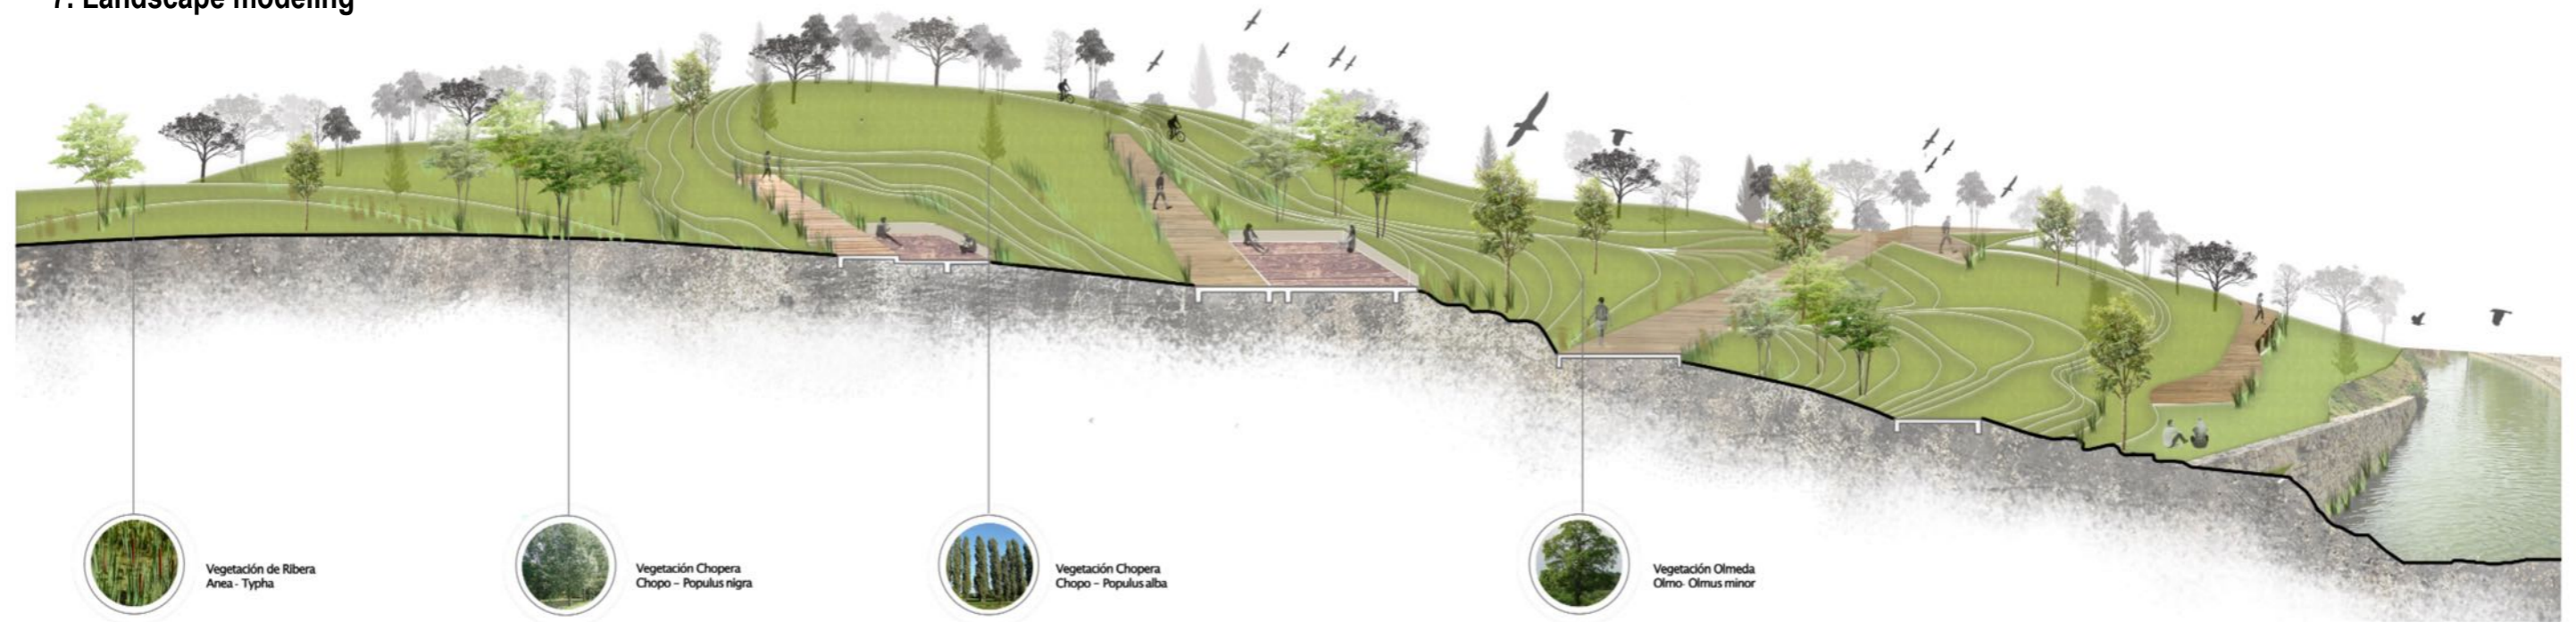 7. Landscape modeling
Vegetación de Ribera
Anea - Typha
Vegetación Chopera
Chopo – Populus nigra
Vegetación Chopera
Chopo – Populus alba
Vegetación Olmeda
Olmo- Olmus minor